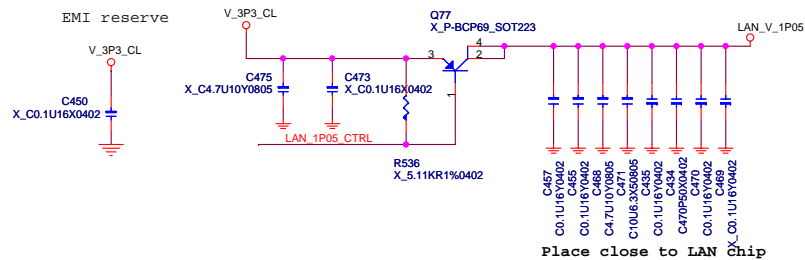 EMI reserve
V_3P3_CL
C450
X_C0.1U16X0402
V_3P3_CL
C475
X_C4.7U10Y0805
C473
X_C0.1U16X0402
LAN_1P05_CTRL
R536
X_5.11KR1%0402
Q77
X_P-BCP69_SOT223
3
4
2
1
LAN_V_1P05
C457
C0.1U16Y0402
C455
C0.1U16Y0402
C468
C4.7U10Y0805
C471
C10U6.3X50805
C435
C0.1U16Y0402
C434
C470P50X0402
C470
C0.1U16Y0402
C469
X_C0.1U16Y0402
Place close to LAN chip